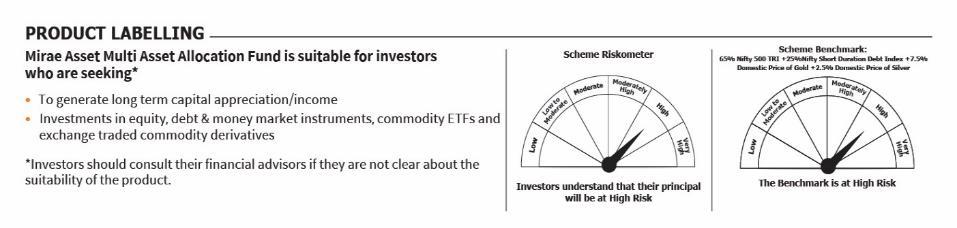 PRODUCT LABELLING
Mirae Asset Multi Asset Allocation Fund is suitable for investors
who are seeking*
• To generate long term capital appreciation/income
• Investments in equity, debt & money market instruments, commodity ETFs and
exchange traded commodity derivatives
*Investors should consult their financial advisors if they are not clear about the
suitability of the product.
Scheme Riskometer
Low
Low to
Moderate
Moderate
Moderately
High
High
Very
High
Investors understand that their principal
will be at High Risk
Scheme Benchmark:
65% Nifty 500 TRI +25%Nifty Short Duration Debt Index +7.5%
Domestic Price of Gold +2.5% Domestic Price of Silver
Low
Low to
Moderate
Moderate
Moderately
High
High
Very
High
The Benchmark is at High Risk